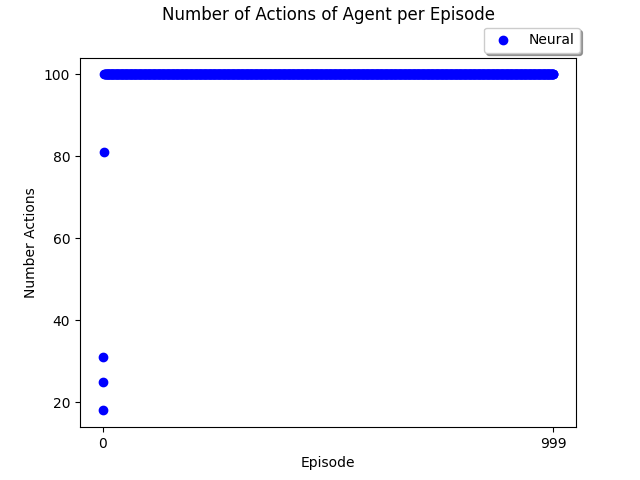 Number of Actions of Agent per Episode
Neural
100
80
60
40
20
Number Actions
0
999
Episode